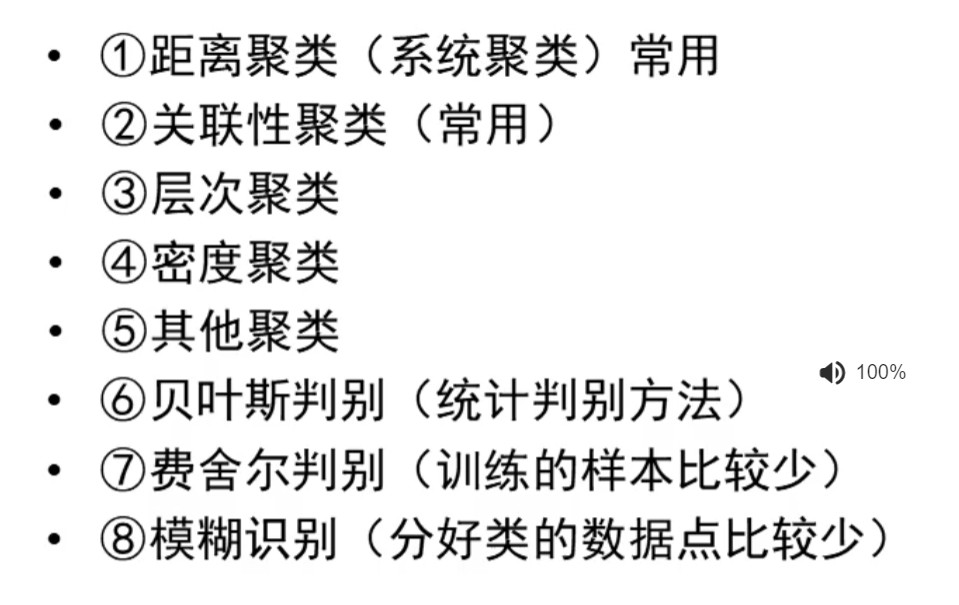 • ①距离聚类（系统聚类）常用
• ②关联性聚类（常用）
• ③层次聚类
• ④密度聚类
• ⑤其他聚类
100%
• ⑥贝叶斯判别（统计判别方法）
• ⑦费舍尔判别（训练的样本比较少）
• ⑧模糊识别（分好类的数据点比较少）